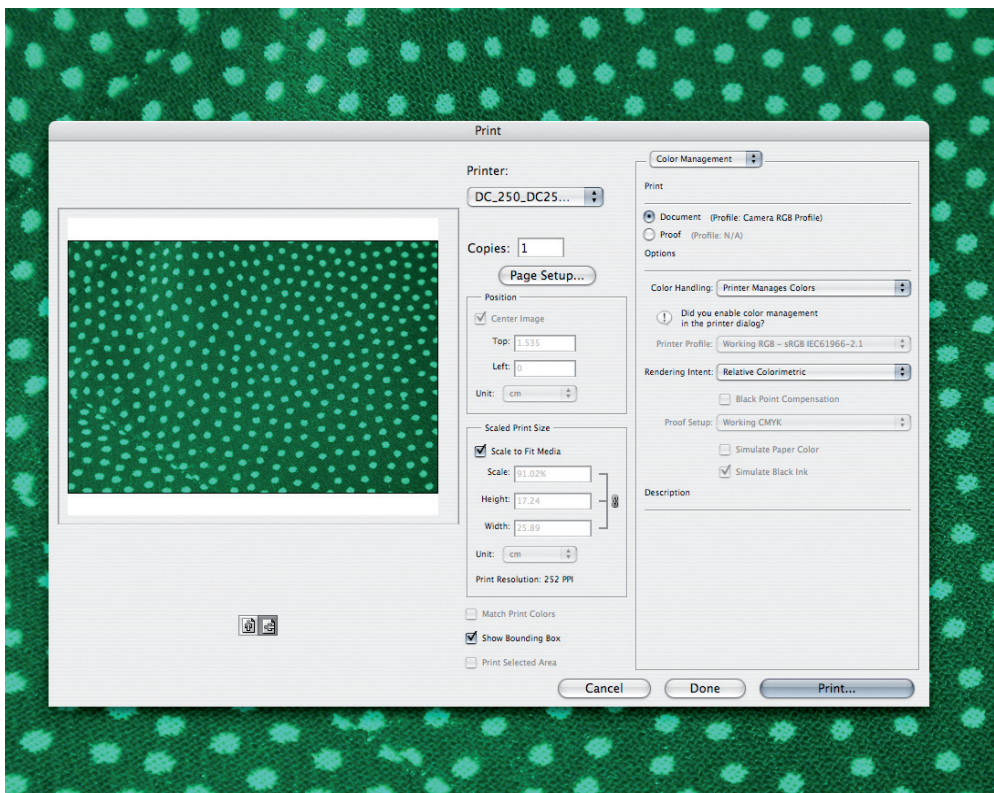 Print
Printer:
DC_250_DC25...
Copies: 1
Page Setup...
Position
Center Image
Top: 1.535
Left: 0
Unit: cm
Scaled Print Size
Scale to Fit Media
Scale: 91.02%
Height: 17.24
Width: 25.89
Unit: cm
Print Resolution: 252 PPI
Match Print Colors
Show Bounding Box
Print Selected Area
Color Management
Print
Document (Profile: Camera RGB Profile)
Proof (Profile: N/A)
Options
Color Handling: Printer Manages Colors
Did you enable color management
in the printer dialog?
Printer Profile: Working RGB - sRGB IEC61966-2.1
Rendering Intent: Relative Colorimetric
Black Point Compensation
Proof Setup: Working CMYK
Simulate Paper Color
Simulate Black Ink
Description
Cancel
Done
Print...